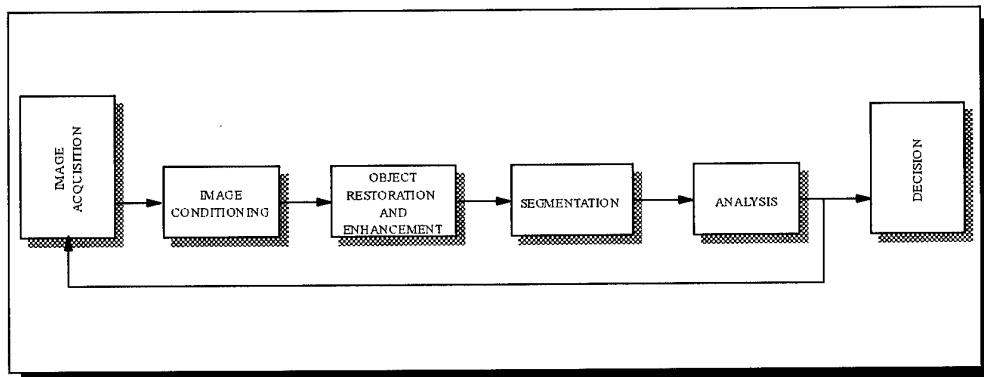 IMAGE
ACQUISITION
IMAGE
CONDITIONING
OBJECT
RESTORATION
AND
ENHANCEMENT
SEGMENTATION
ANALYSIS
DECISION